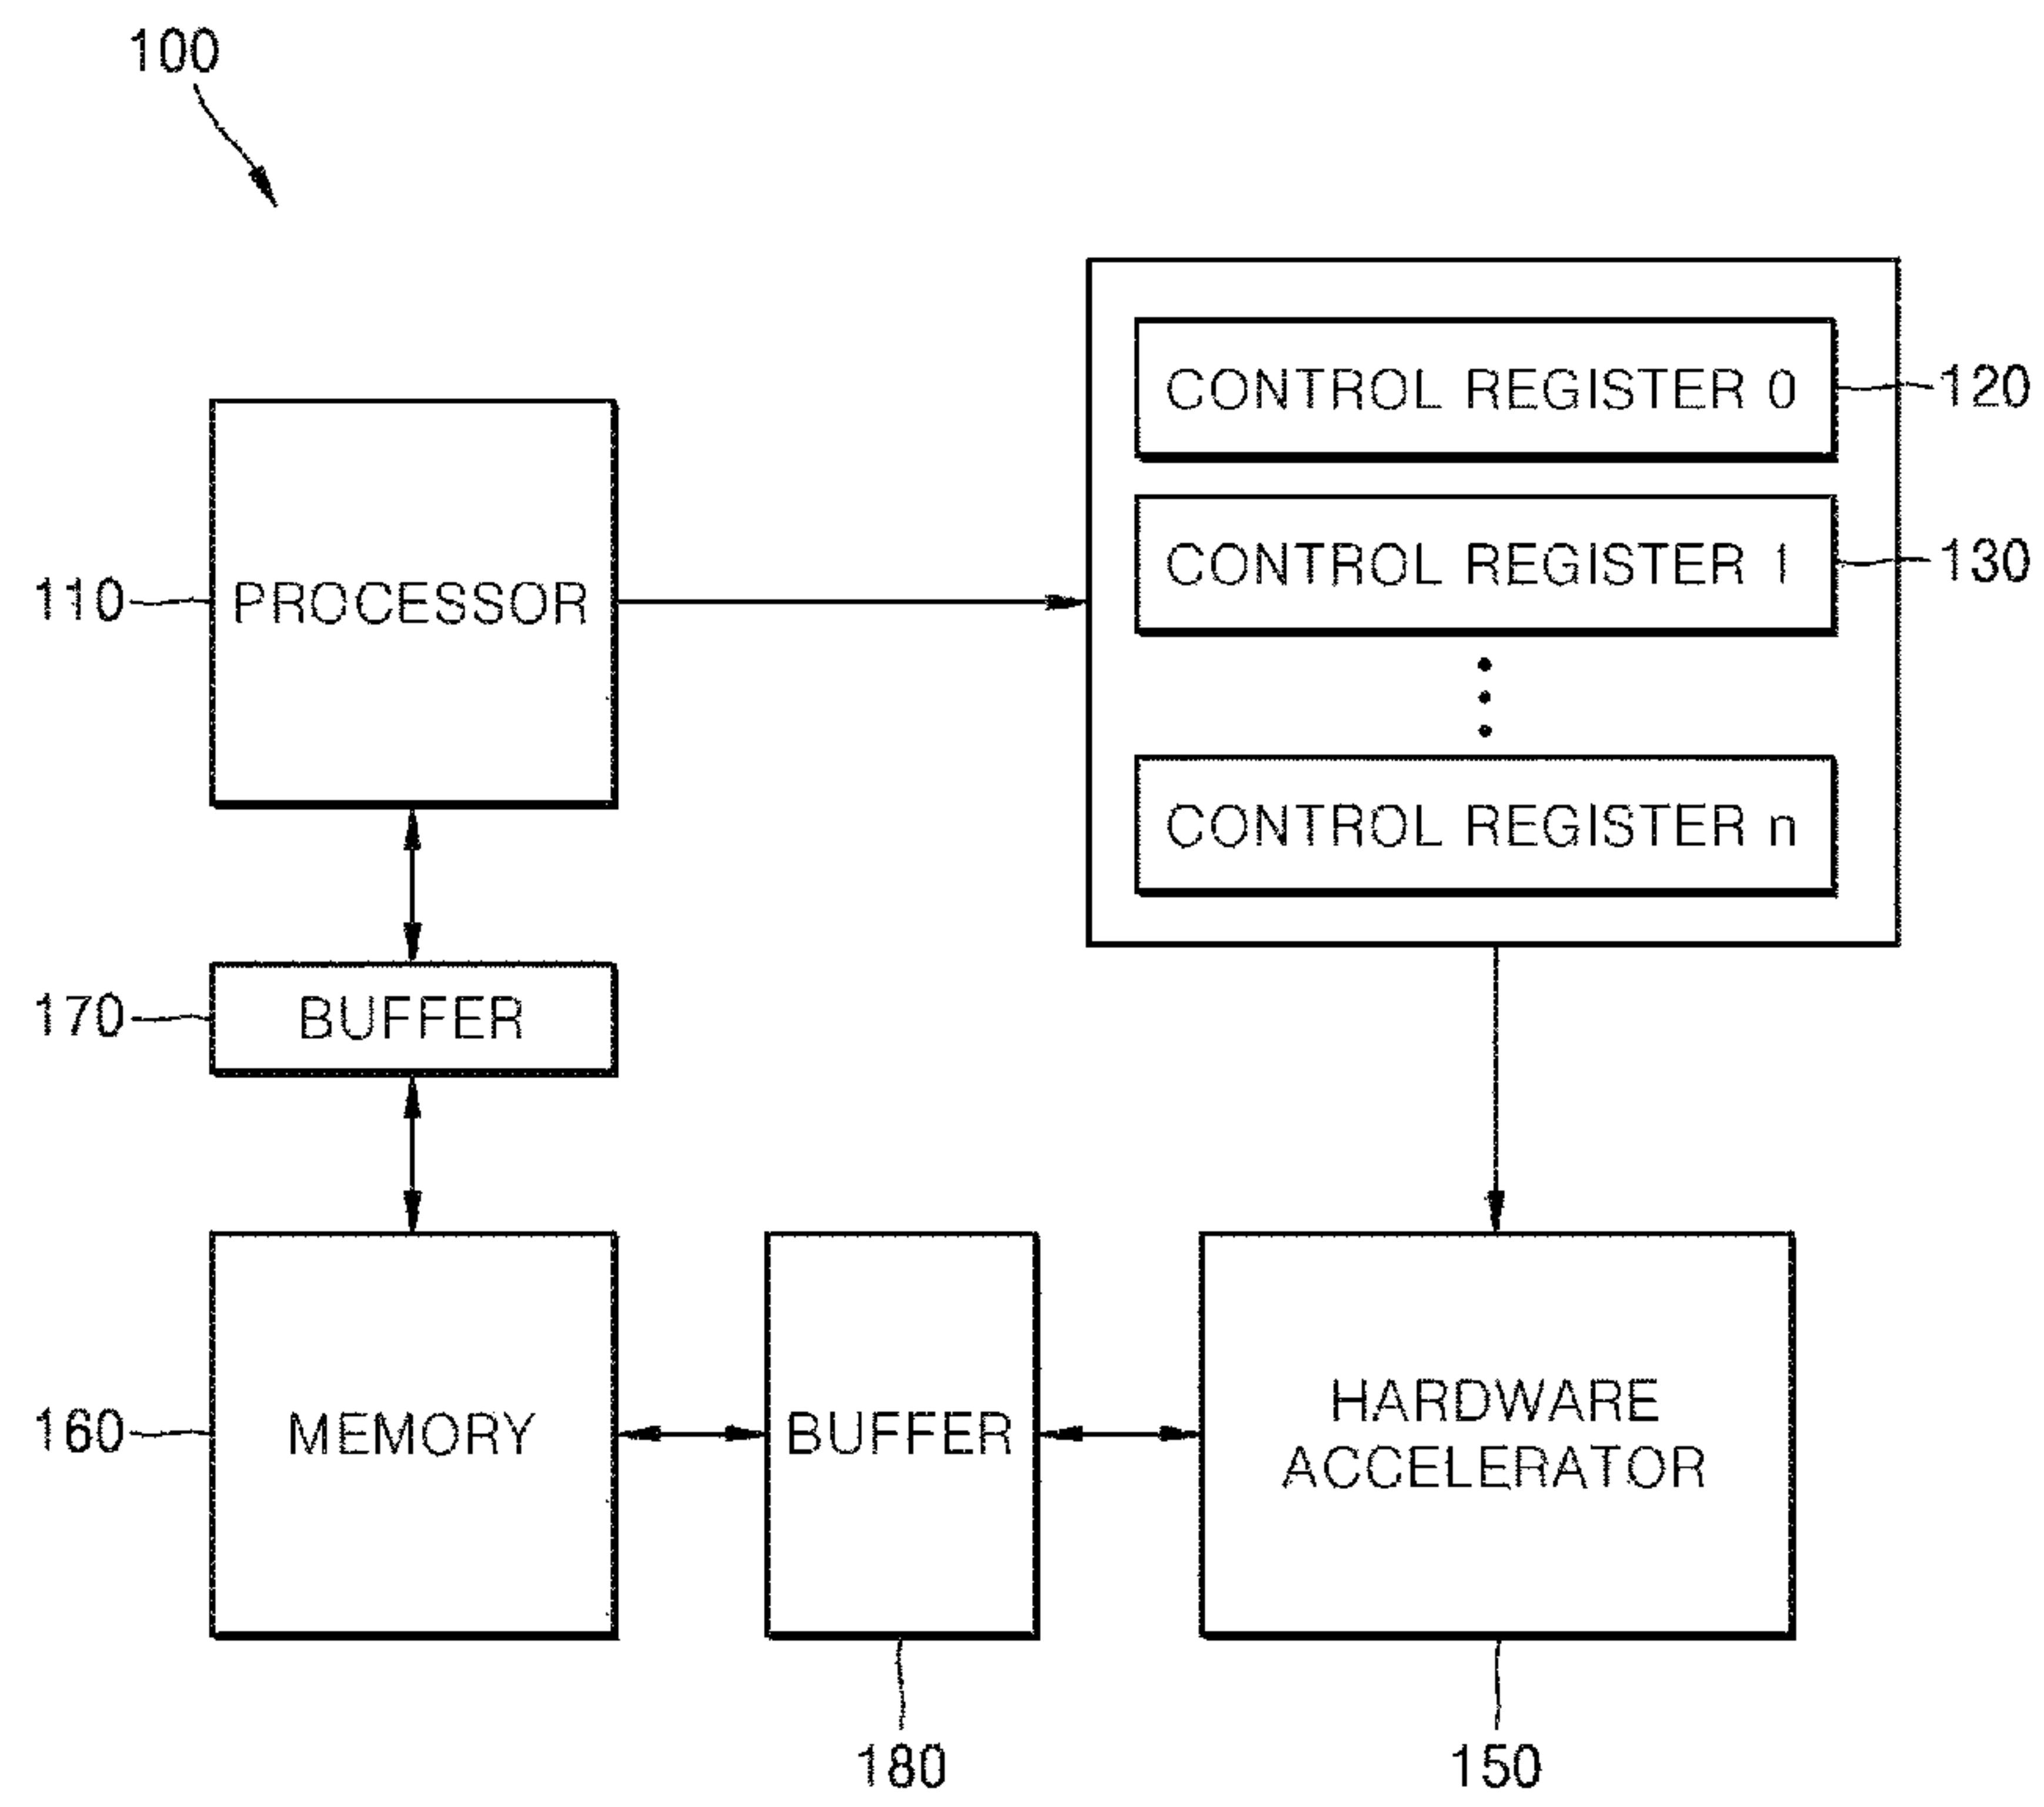 100
CONTROL REGISTER 0
120
CONTROL REGISTER 1
130
110
PROCESSOR
CONTROL REGISTER n
170
BUFFER
160
MEMORY
BUFFER
HARDWARE
ACCELERATOR
180
150